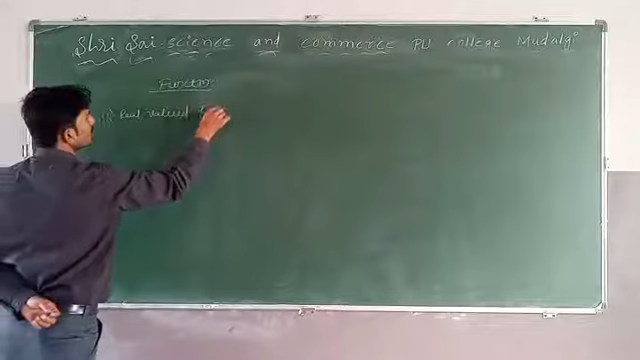 Shri Sai science and commerce PU college Mudalgi
Function
Real valued f